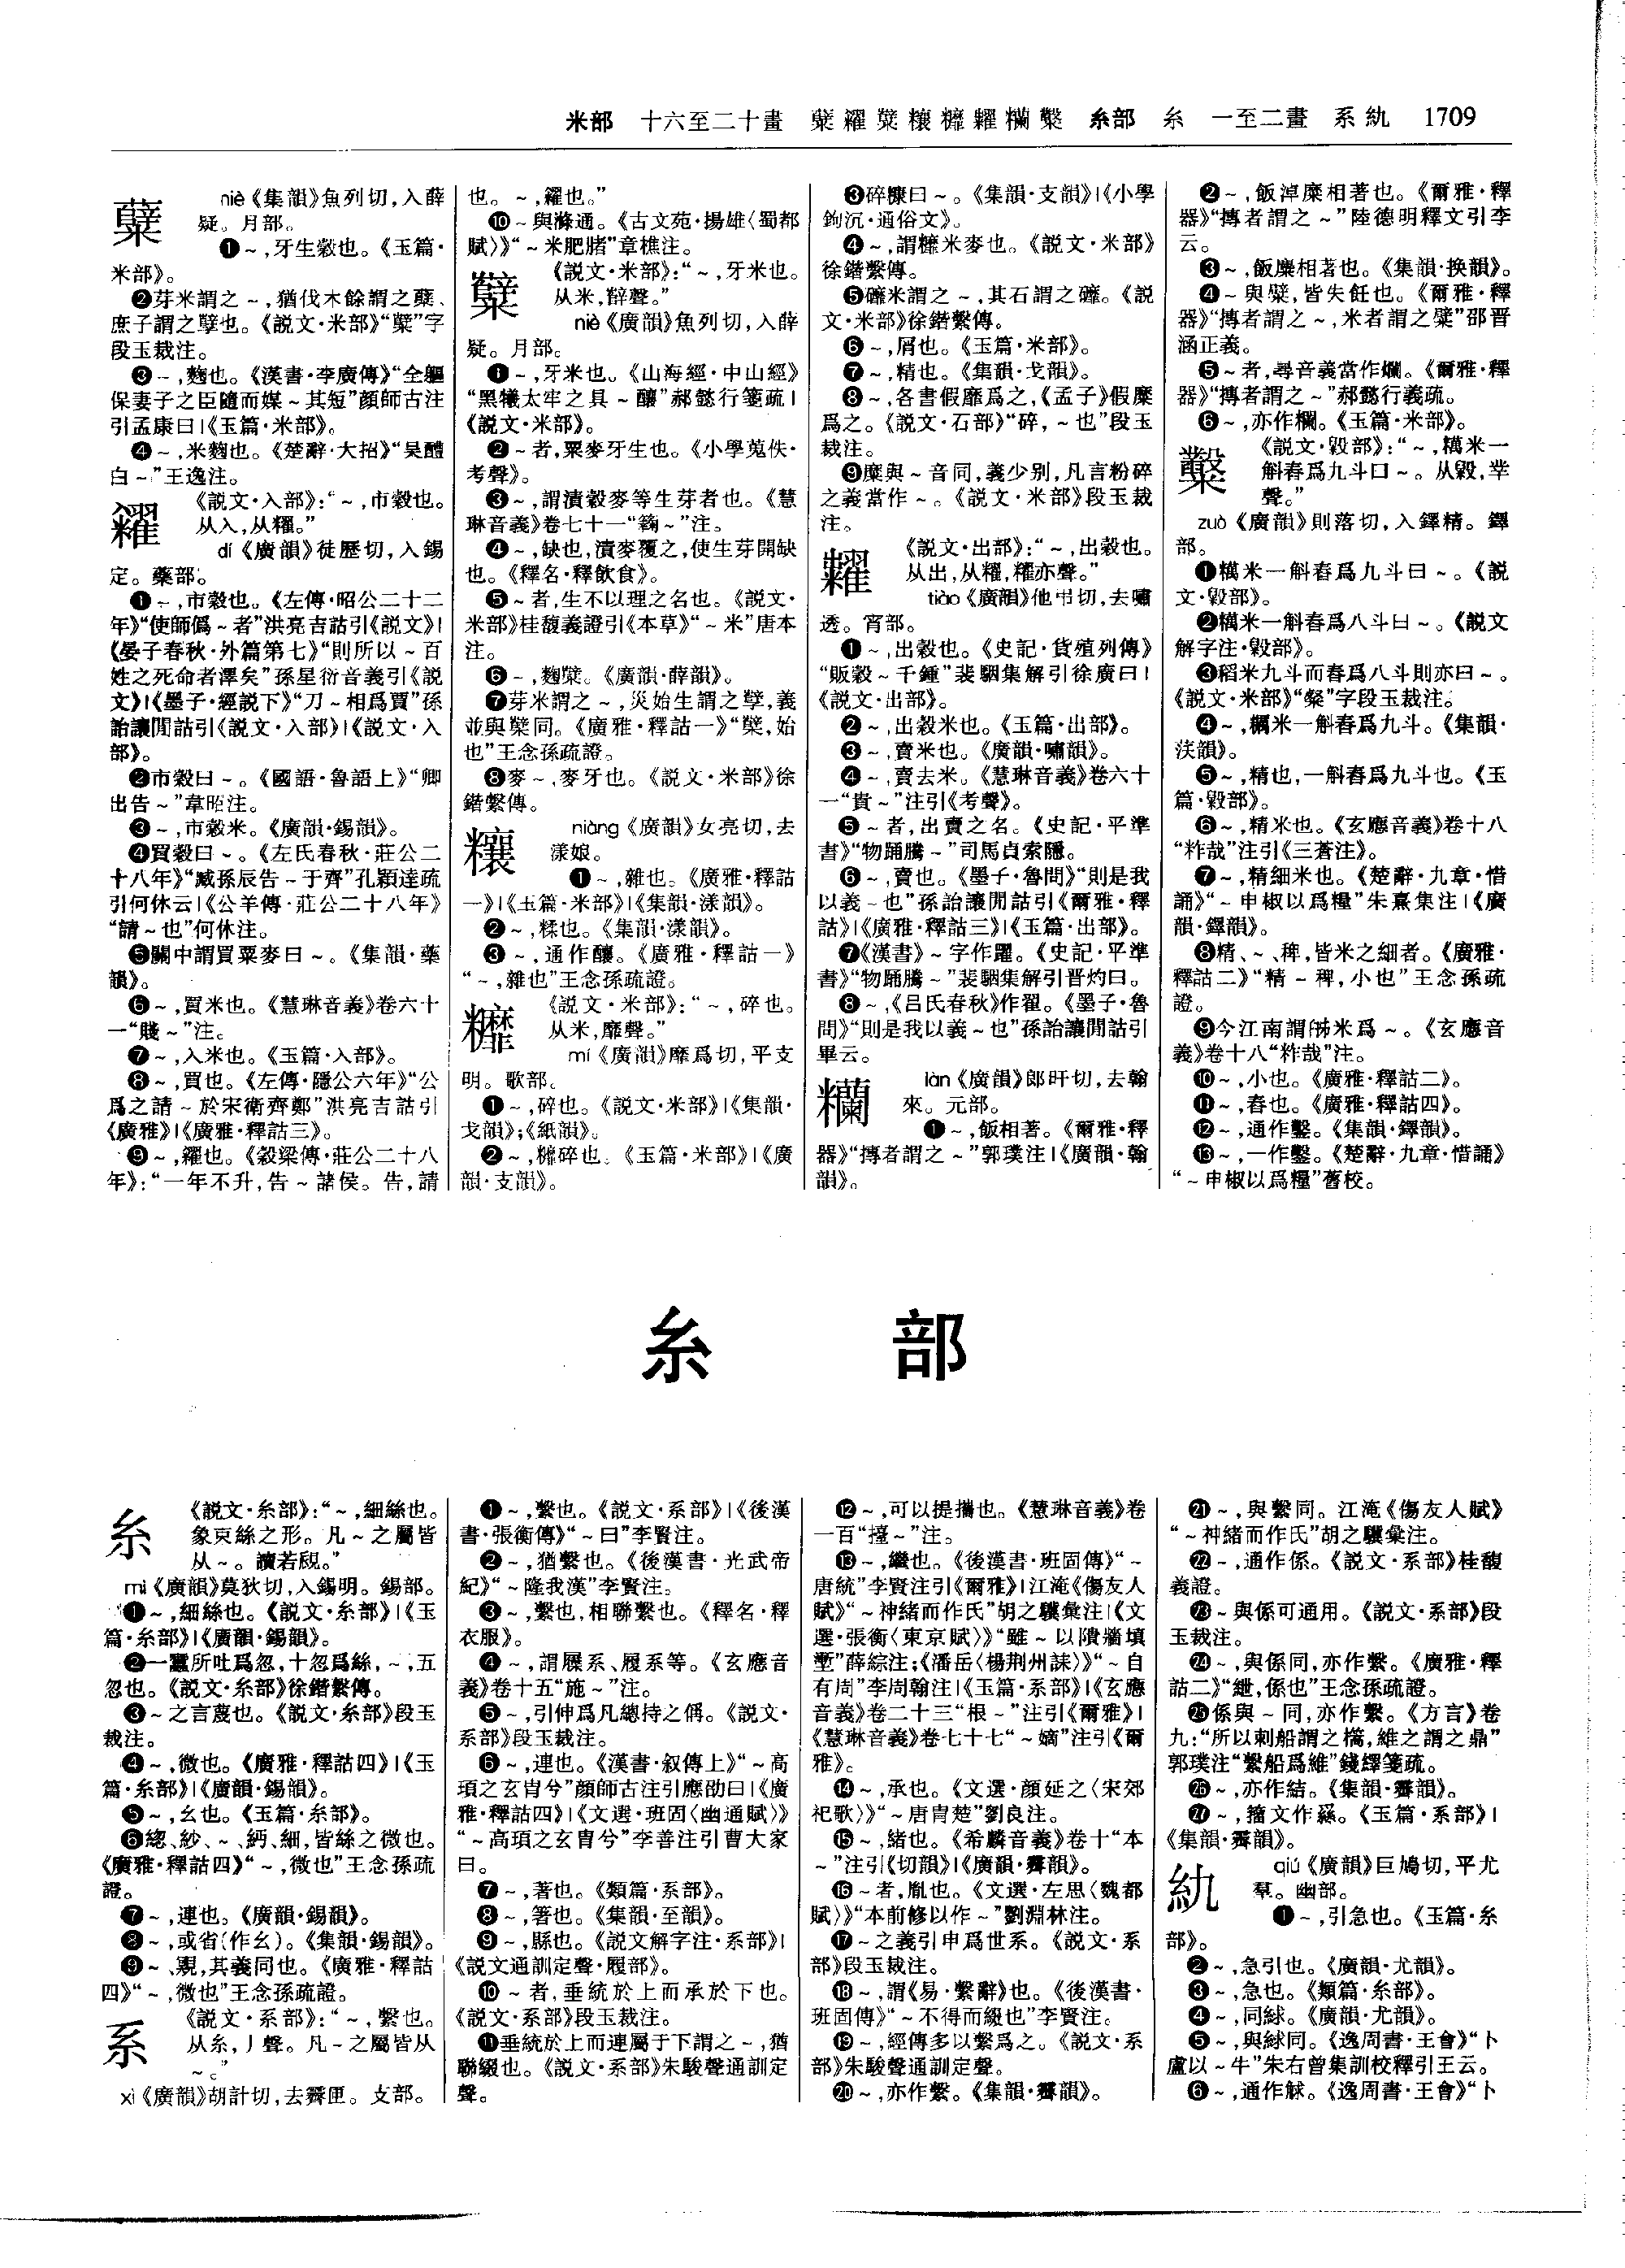 米部　十六至二十畫　糵糴糱糠糠糶糷糳　糸部　糸　一至二畫　系糺　1709
糵
niè《集韻》魚列切,入薛
疑。月部。
❶～,牙生穀也。《玉篇·
米部》。
❷芽米謂之～,猶伐木餘謂之蘖、
庶子謂之孽也。《説文·米部》“糵”字
段玉裁注。
❸～,麴也。《漢書·李廣傳》“全軀
保妻子之臣隨而媒～其短”顔師古注
引孟康曰|《玉篇·米部》。
❹～,米麴也。《楚辭·大招》“吴醴
白～”王逸注。
糴
《説文·入部》:“～,市穀也。
从入,从䊮。”
dí《廣韻》徒歷切,入錫
定。藥部。
❶～,市穀也。《左傳·昭公二十二
年》“使師僞～者”洪亮吉詁引《説文》|
《晏子春秋·外篇第七》“則所以～百
姓之死命者澤矣”孫星衍音義引《説
文》|《墨子·經説下》“刀～相爲賈”孫
詒讓閒詁引《説文·入部》|《説文·入
部》。
❷市穀曰～。《國語·魯語上》“卿
出告～”韋昭注。
❸～,市穀米。《廣韻·錫韻》。
❹買穀曰～。《左氏春秋·莊公二
十八年》“臧孫辰告～于齊”孔穎達疏
引何休云|《公羊傳·莊公二十八年》
“請～也”何休注。
❺關中謂買粟麥曰～。《集韻·藥
韻》。
❻～,買米也。《慧琳音義》卷六十
一“賤～”注。
❼～,入米也。《玉篇·入部》。
❽～,買也。《左傳·隱公六年》“公
爲之請～於宋衛齊鄭”洪亮吉詁引
《廣雅》|《廣雅·釋詁三》。
❾～,糴也。《穀梁傳·莊公二十八
年》:“一年不升,告～諸侯。告,請
也。～,糴也。”
❿～與滌通。《古文苑·揚雄〈蜀都
賦〉》“～米肥䐗”章樵注。
糱
《説文·米部》:“～,牙米也。
从米,辥聲。”
niè《廣韻》魚列切,入薛
疑。月部。
❶～,牙米也。《山海經·中山經》
“黑犧太牢之具～釀”郝懿行箋疏|
《説文·米部》。
❷～者,粟麥牙生也。《小學蒐佚·
考聲》。
❸～,謂漬穀麥等生芽者也。《慧
琳音義》卷七十一“麴～”注。
❹～,缺也,漬麥覆之,使生芽開缺
也。《釋名·釋飲食》。
❺～者,生不以理之名也。《説文·
米部》桂馥義證引《本草》“～米”唐本
注。
❻～,麴糱。《廣韻·薛韻》。
❼芽米謂之～,災始生謂之孽,義
並與櫱同。《廣雅·釋詁一》“櫱,始
也”王念孫疏證。
❽麥～,麥牙也。《説文·米部》徐
鍇繫傳。
䊳
niàng《廣韻》女亮切,去
漾娘。
❶～,雜也。《廣雅·釋詁
一》|《玉篇·米部》|《集韻·漾韻》。
❷～,糅也。《集韻·漾韻》。
❸～,通作釀。《廣雅·釋詁一》
“～,雜也”王念孫疏證。
䊳
《説文·米部》:“～,碎也。
从米,靡聲。”
mí《廣韻》靡爲切,平支
明。歌部。
❶～,碎也。《説文·米部》|《集韻·
戈韻》;《紙韻》。
❷～,糠碎也。《玉篇·米部》|《廣
韻·支韻》。
❸碎糠曰～。《集韻·支韻》|《小學
鉤沉·通俗文》。
❹～,謂糠米麥也。《説文·米部》
徐鍇繫傳。
❺䃺米謂之～,其石謂之䃺。《説
文·米部》徐鍇繫傳。
❻～,屑也。《玉篇·米部》。
❼～,精也。《集韻·戈韻》。
❽～,各書假靡爲之,《孟子》假糜
爲之。《説文·石部》“碎,～也”段玉
裁注。
❾糜與～音同,義少别,凡言粉碎
之義當作～。《説文·米部》段玉裁
注。
糶
《説文·出部》:“～,出穀也。
从出,从䊮,䊮亦聲。”
tiào《廣韻》他弔切,去嘯
透。宵部。
❶～,出穀也。《史記·貨殖列傳》
“販穀～千鍾”裴駰集解引徐廣曰|
《説文·出部》。
❷～,出穀米也。《玉篇·出部》。
❸～,賣米也。《廣韻·嘯韻》。
❹～,賣去米。《慧琳音義》卷六十
一“貴～”注引《考聲》。
❺～者,出賣之名。《史記·平準
書》“物踊騰～”司馬貞索隱。
❻～,賣也。《墨子·魯問》“則是我
以義～也”孫詒讓閒詁引《爾雅·釋
詁》|《廣雅·釋詁三》|《玉篇·出部》。
❼《漢書》～字作躍。《史記·平準
書》“物踊騰～”裴駰集解引晋灼曰。
❽～,《吕氏春秋》作翟。《墨子·魯
問》“則是我以義～也”孫詒讓閒詁引
畢云。
糷
làn《廣韻》郎旰切,去翰
來。元部。
❶～,飯相著。《爾雅·釋
器》“摶者謂之～”郭璞注|《廣韻·翰
韻》。
❷～,飯淖糜相著也。《爾雅·釋
器》“摶者謂之～”陸德明釋文引李
云。
❸～,飯糜相著也。《集韻·换韻》。
❹～與糪,皆失飪也。《爾雅·釋
器》“摶者謂之～,米者謂之糪”邵晋
涵正義。
❺～者,尋音義當作爛。《爾雅·釋
器》“摶者謂之～”郝懿行義疏。
❻～,亦作𥽷。《玉篇·米部》。
糳
《説文·毇部》:“～,糲米一
斛舂爲九斗曰～。从毇,丵
聲。”
zuò《廣韻》則落切,入鐸精。鐸
部。
❶糲米一斛舂爲九斗曰～。《説
文·毇部》。
❷糲米一斛舂爲八斗曰～。《説文
解字注·毇部》。
❸稻米九斗而舂爲八斗則亦曰～。
《説文·米部》“粲”字段玉裁注。
❹～,糲米一斛舂爲九斗。《集韻·
𡘋韻》。
❺～,精也,一斛舂爲九斗也。《玉
篇·毇部》。
❻～,精米也。《玄應音義》卷十八
“柞哉”注引《三蒼注》。
❼～,精細米也。《楚辭·九章·惜
誦》“～申椒以爲糧”朱熹集注|《廣
韻·鐸韻》。
❽精、～、稗,皆米之細者。《廣雅·
釋詁二》“精～稗,小也”王念孫疏
證。
❾今江南謂𠂔米爲～。《玄應音
義》卷十八“柞哉”注。
❿～,小也。《廣雅·釋詁二》。
⓫～,舂也。《廣雅·釋詁四》。
⓬～,通作鑿。《集韻·鐸韻》。
⓭～,一作鑿。《楚辭·九章·惜誦》
“～申椒以爲糧”舊校。
糸　部
糸
《説文·糸部》:“～,細絲也。
象束絲之形。凡～之屬皆
从～。讀若覛。”
mì《廣韻》莫狄切,入錫明。錫部。
❶～,細絲也。《説文·糸部》|《玉
篇·糸部》|《廣韻·錫韻》。
❷一蠶所吐爲忽,十忽爲絲,～,五
忽也。《説文·糸部》徐鍇繫傳。
❸～之言蔑也。《説文·糸部》段玉
裁注。
❹～,微也。《廣雅·釋詁四》|《玉
篇·糸部》|《廣韻·錫韻》。
❺～,幺也。《玉篇·糸部》。
❻緫、紗、～、緬、細,皆絲之微也。
《廣雅·釋詁四》“～,微也”王念孫疏
證。
❼～,連也。《廣韻·錫韻》。
❽～,或省(作幺)。《集韻·錫韻》。
❾～、覭,其義同也。《廣雅·釋詁
四》“～,微也”王念孫疏證。
系
《説文·系部》:“～,繫也。
从糸,丿聲。凡～之屬皆从
～。”
xì《廣韻》胡計切,去霽匣。支部。
❶～,繫也。《説文·系部》|《後漢
書·張衡傳》“～曰”李賢注。
❷～,猶繫也。《後漢書·光武帝
紀》“～隆我漢”李賢注。
❸～,繫也,相聯繫也。《釋名·釋
衣服》。
❹～,謂屧系、履系等。《玄應音
義》卷十五“施～”注。
❺～,引伸爲凡總持之偁。《説文·
系部》段玉裁注。
❻～,連也。《漢書·叙傳上》“～高
頊之玄胄兮”顔師古注引應劭曰|《廣
雅·釋詁四》|《文選·班固〈幽通賦〉》
“～高頊之玄胄兮”李善注引曹大家
曰。
❼～,著也。《類篇·系部》。
❽～,箸也。《集韻·至韻》。
❾～,縣也。《説文解字注·系部》|
《説文通訓定聲·履部》。
❿～者,垂統於上而承於下也。
《説文·系部》段玉裁注。
⓫垂統於上而連屬于下謂之～,猶
聯綴也。《説文·系部》朱駿聲通訓定
聲。
⓬～,可以提攜也。《慧琳音義》卷
一百“擡～”注。
⓭～,繼也。《後漢書·班固傳》“～
唐統”李賢注引《爾雅》|江淹《傷友人
賦》“～神緒而作氏”胡之驥彙注|《文
選·張衡〈東京賦〉》“雖～以隤墻填
壍”薛綜注;《潘岳〈楊荆州誄〉》“～自
有周”李周翰注|《玉篇·系部》|《玄應
音義》卷二十三“根～”注引《爾雅》|
《慧琳音義》卷七十七“～嫡”注引《爾
雅》。
⓮～,承也。《文選·顔延之〈宋郊
祀歌〉》“～唐胄楚”劉良注。
⓯～,緒也。《希麟音義》卷十“本
～”注引《切韻》|《廣韻·霽韻》。
⓰～者,胤也。《文選·左思〈魏都
賦〉》“本前修以作～”劉淵林注。
⓱～之義引申爲世系。《説文·系
部》段玉裁注。
⓲～,謂《易·繫辭》也。《後漢書·
班固傳》“～不得而綴也”李賢注。
⓳～,經傳多以繫爲之。《説文·系
部》朱駿聲通訓定聲。
⓴～,亦作繫。《集韻·霽韻》。
㉑～,與繫同。江淹《傷友人賦》
“～神緒而作氏”胡之驥彙注。
㉒～,通作係。《説文·系部》桂馥
義證。
㉓～與係可通用。《説文·系部》段
玉裁注。
㉔～,與係同,亦作繫。《廣雅·釋
詁二》“紲,係也”王念孫疏證。
㉕係與～同,亦作繫。《方言》卷
九:“所以刺船謂之檣,維之謂之鼎”
郭璞注“繫船爲維”錢繹箋疏。
㉖～,亦作結。《集韻·霽韻》。
㉗～,籀文作𦃟。《玉篇·系部》|
《集韻·霽韻》。
糺
qiú《廣韻》巨鳩切,平尤
羣。幽部。
❶～,引急也。《玉篇·糸
部》。
❷～,急引也。《廣韻·尤韻》。
❸～,急也。《類篇·糸部》。
❹～,同絿。《廣韻·尤韻》。
❺～,與絿同。《逸周書·王會》“卜
盧以～牛”朱右曾集訓校釋引王云。
❻～,通作觩。《逸周書·王會》“卜